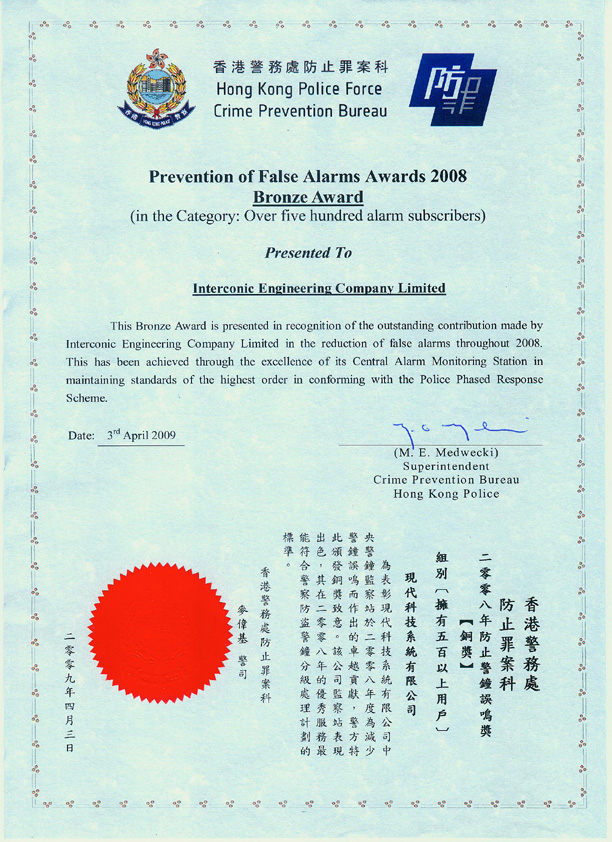 香港警務處防止罪案科
Hong Kong Police Force
Crime Prevention Bureau
香港 HONG KONG POLICE 警察
防罪
Prevention of False Alarms Awards 2008
Bronze Award
(in the Category: Over five hundred alarm subscribers)
Presented To
Interconic Engineering Company Limited
This Bronze Award is presented in recognition of the outstanding contribution made by
Interconic Engineering Company Limited in the reduction of false alarms throughout 2008.
This has been achieved through the excellence of its Central Alarm Monitoring Station in
maintaining standards of the highest order in conforming with the Police Phased Response
Scheme.
Date: 3rd April 2009
(M. E. Medwecki)
Superintendent
Crime Prevention Bureau
Hong Kong Police
香港警務處
防止罪案科
二零零八年防止警鐘誤鳴獎
【銅獎】
組別〔擁有五百以上用戶〕
現代科技系統有限公司
為表彰現代科技系統有限公司中
央警鐘監察站於二零零八年度為減少
警鐘誤鳴而作出的卓越貢獻，警方特
此頒發銅獎致意。該公司監察站表現
出色，其在二零零八年的優秀服務最
能符合警察防盜警鐘分級處理計劃的
標準。
香港警務處防止罪案科
麥偉基 警司
二零零九年四月三日